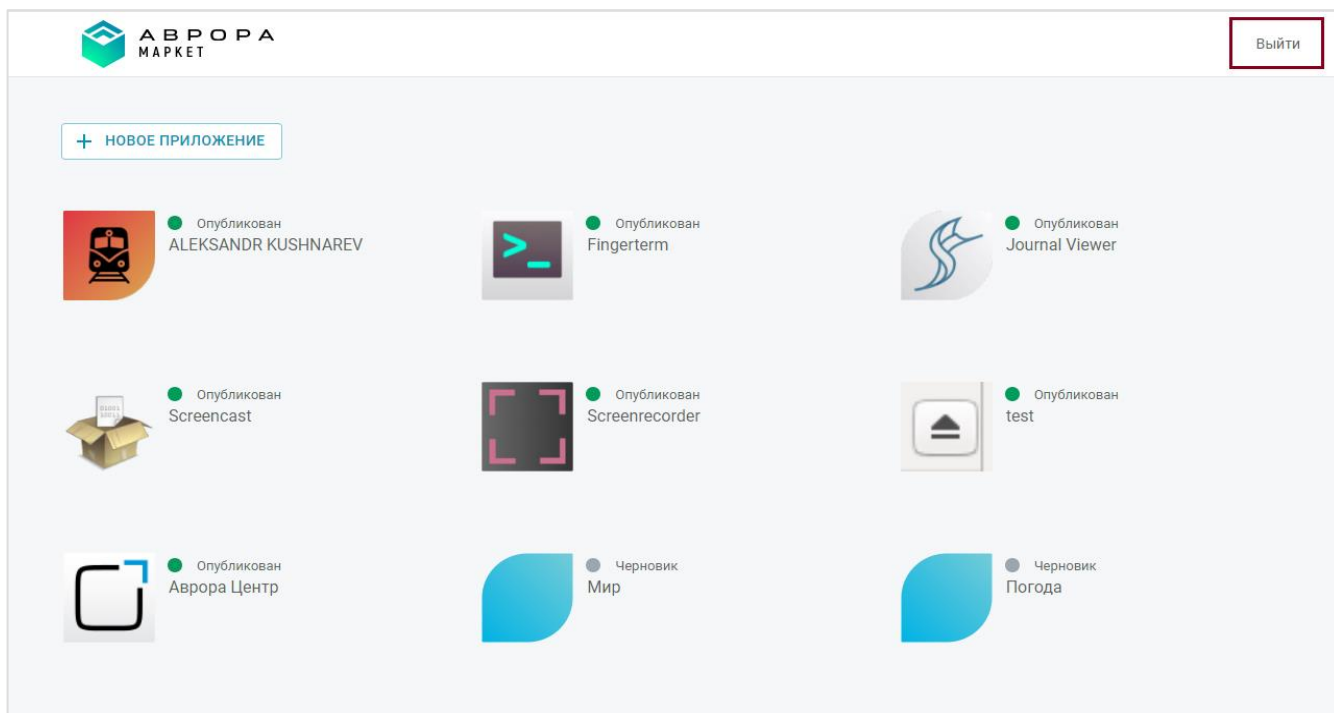 АВРОРА
МАРКЕТ
Выйти
+ НОВОЕ ПРИЛОЖЕНИЕ
Опубликован
ALEKSANDR KUSHNAREV
Опубликован
Fingerterm
Опубликован
Journal Viewer
Опубликован
Screencast
Опубликован
Screenrecorder
Опубликован
test
Опубликован
Аврора Центр
Черновик
Мир
Черновик
Погода